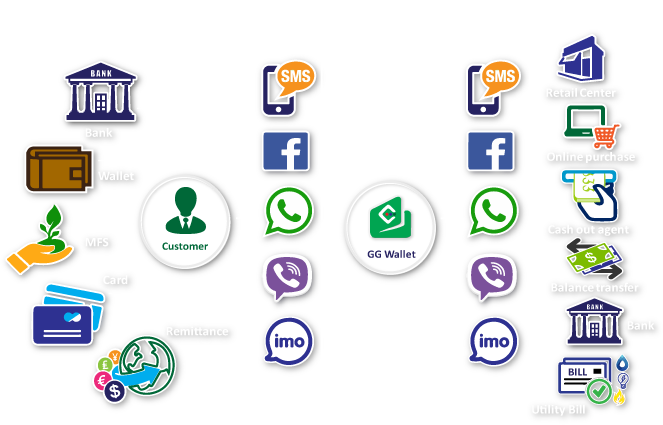 BANK
Bank
Wallet
MFS
Card
Remittance
Customer
SMS
imo
GG Wallet
SMS
imo
Retail Center
Online purchase
Cash out agent
Balance transfer
BANK
Bank
BILL
Utility Bill